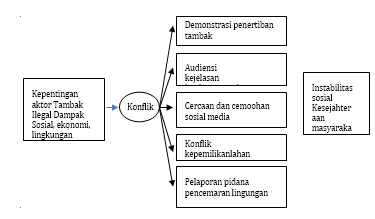 Kepentingan
aktor Tambak
Ilegal Dampak
Sosial, ekonomi,
lingkungan
Konflik
Demonstrasi penertiban
tambak
Audiensi
kejelasan
Cercaan dan cemoohan
sosial media
Konflik
kepemilikanlahan
Pelaporan pidana
pencemaran lingungan
Instabilitas
sosial
Kesejahter
aan
masyaraka